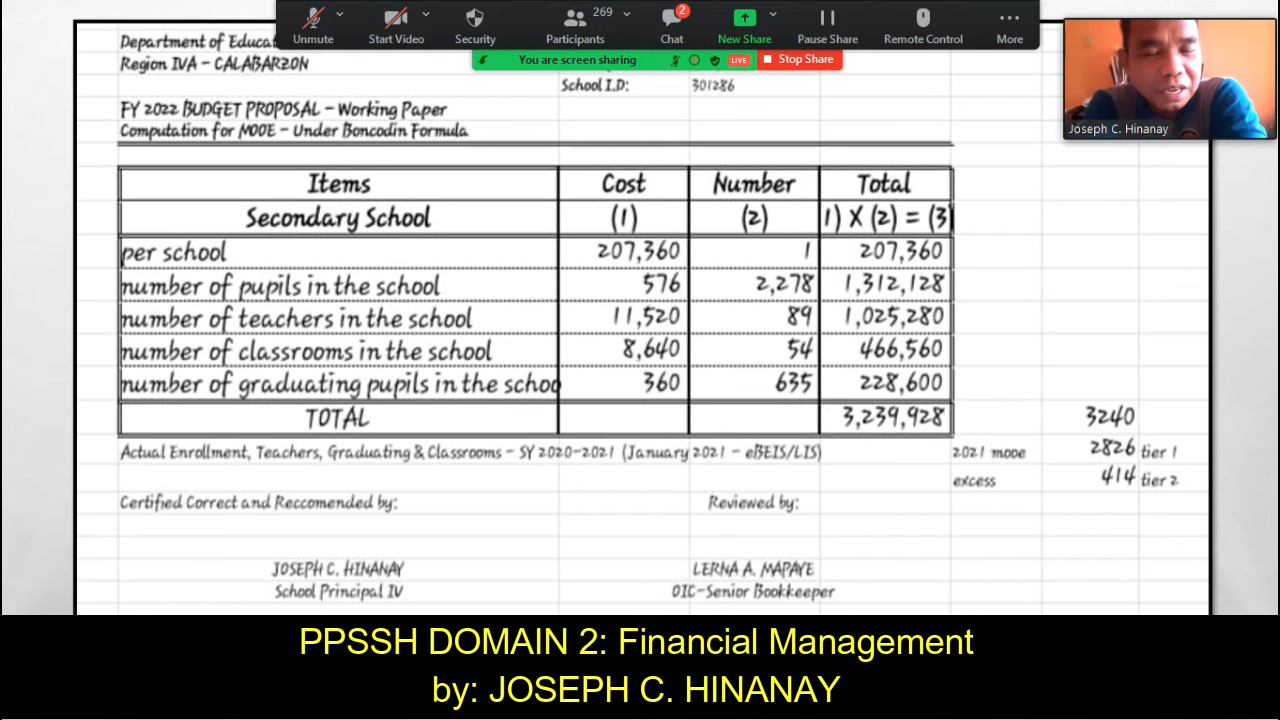 Unmute
Start Video
Security
Participants 269
Chat 2
New Share
Pause Share
Remote Control
More
You are screen sharing LIVE Stop Share
Joseph C. Hinanay
Department of Educat
Region IVA - CALABARZON
School I.D: 301286
FY 2022 BUDGET PROPOSAL - Working Paper
Computation for MOOE - Under Boncodin Formula
Items Cost Number Total
Secondary School (1) (2) 1) X (2) = (3)
per school 207,360 1 207,360
number of pupils in the school 576 2,278 1,312,128
number of teachers in the school 11,520 89 1,025,280
number of classrooms in the school 8,640 54 466,560
number of graduating pupils in the schoo 360 635 228,600
TOTAL 3,239,928 3240
Actual Enrollment, Teachers, Graduating & Classrooms - SY 2020-2021 (January 2021 - eBEIS/LIS) 2021 mooe 2826 tier 1
excess 414 tier 2
Certified Correct and Reccomended by: Reviewed by:
JOSEPH C. HINANAY LERNA A. MAPAYE
School Principal IV OIC-Senior Bookkeeper
PPSSH DOMAIN 2: Financial Management
by: JOSEPH C. HINANAY